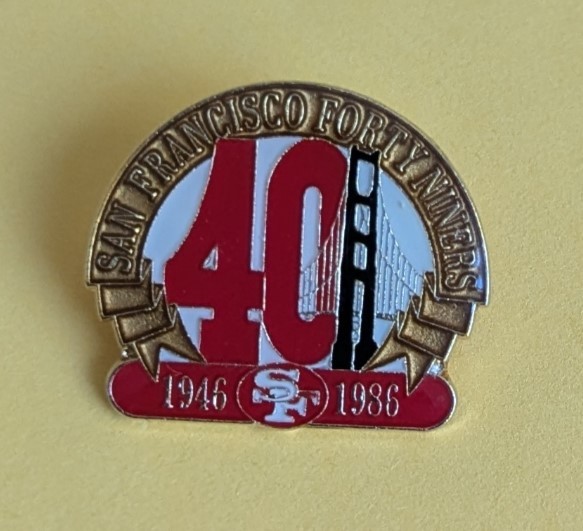 SAN FRANCISCO FORTY NINERS
40
1946 SF 1986